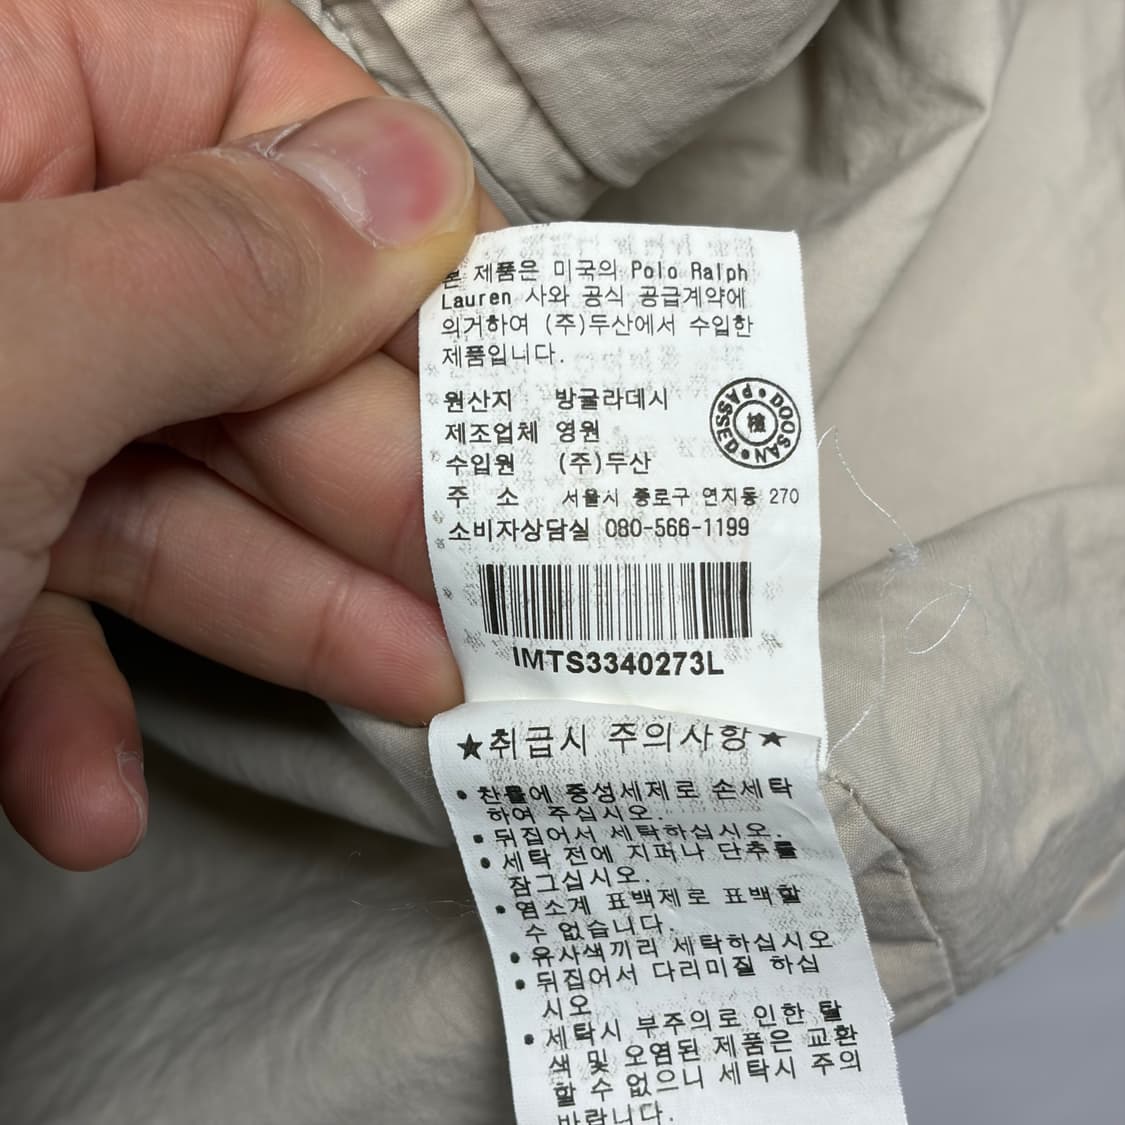 본 제품은 미국의 Polo Ralph
Lauren 사와 공식 공급계약에
의거하여 (주)두산에서 수입한
제품입니다.
원산지 방글라데시
제조업체 영원
수입원 (주)두산
주 소 서울시 종로구 연지동 270
소비자상담실 080-566-1199
DOOSAN • PASSED •
檢
IMTS3340273L
★취급시 주의사항★
• 찬물에 중성세제로 손세탁
하여 주십시오.
• 뒤집어서 세탁하십시오.
• 세탁 전에 지퍼나 단추를
잠그십시오.
• 염소계 표백제로 표백할
수 없습니다.
• 유사색끼리 세탁하십시오
• 뒤집어서 다리미질 하십
시오
• 세탁시 부주의로 인한 탈
색 및 오염된 제품은 교환
할 수 없으니 세탁시 주의
바랍니다.